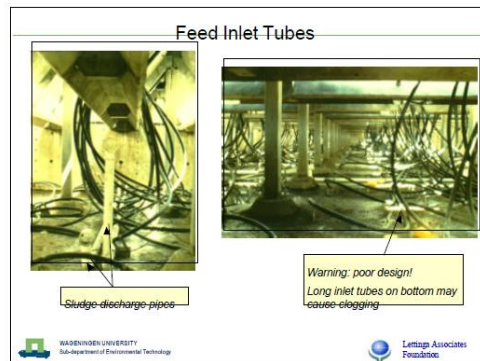 Feed Inlet Tubes
Sludge discharge pipes
Warning: poor design!
Long inlet tubes on bottom may
cause clogging
WAGENINGEN UNIVERSITY
Sub-department of Environmental Technology
Lettinga Associates
Foundation